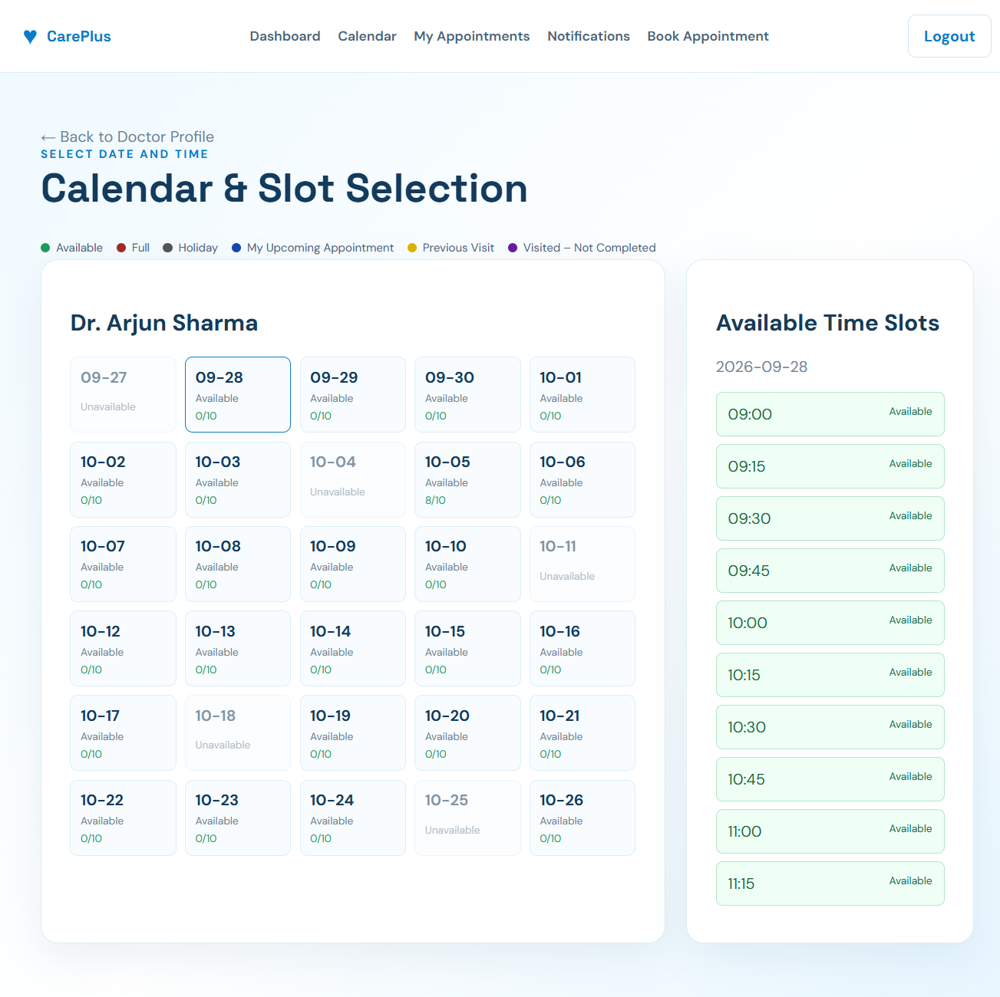 CarePlus
Dashboard
Calendar
My Appointments
Notifications
Book Appointment
Logout
← Back to Doctor Profile
SELECT DATE AND TIME
Calendar & Slot Selection
Available
Full
Holiday
My Upcoming Appointment
Previous Visit
Visited – Not Completed
Dr. Arjun Sharma
09-27
Unavailable
09-28
Available
0/10
09-29
Available
0/10
09-30
Available
0/10
10-01
Available
0/10
10-02
Available
0/10
10-03
Available
0/10
10-04
Unavailable
10-05
Available
8/10
10-06
Available
0/10
10-07
Available
0/10
10-08
Available
0/10
10-09
Available
0/10
10-10
Available
0/10
10-11
Unavailable
10-12
Available
0/10
10-13
Available
0/10
10-14
Available
0/10
10-15
Available
0/10
10-16
Available
0/10
10-17
Available
0/10
10-18
Unavailable
10-19
Available
0/10
10-20
Available
0/10
10-21
Available
0/10
10-22
Available
0/10
10-23
Available
0/10
10-24
Available
0/10
10-25
Unavailable
10-26
Available
0/10
Available Time Slots
2026-09-28
09:00 Available
09:15 Available
09:30 Available
09:45 Available
10:00 Available
10:15 Available
10:30 Available
10:45 Available
11:00 Available
11:15 Available